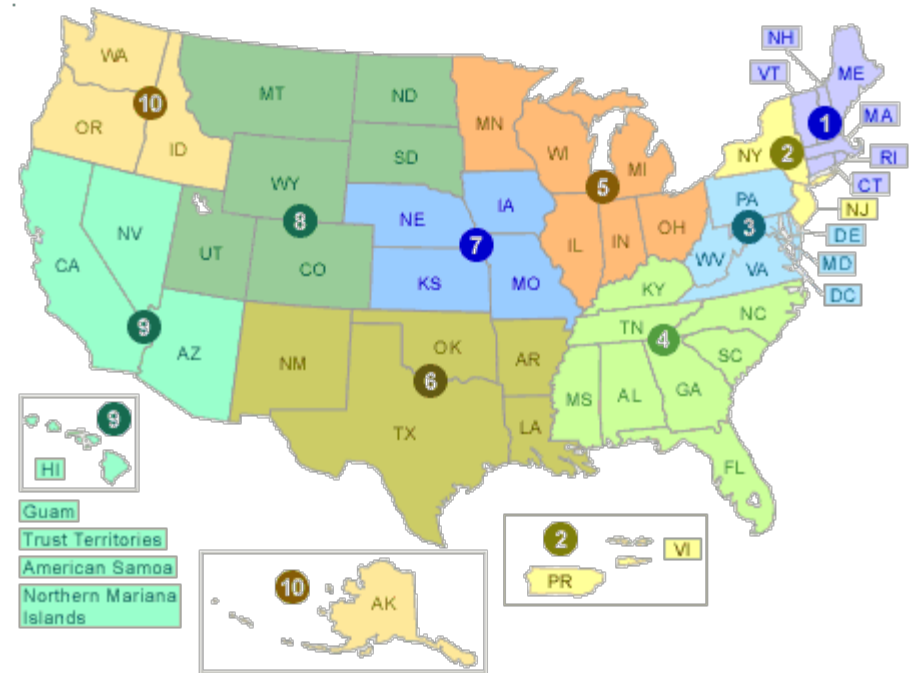 NH
VT
ME
WA
MT
ND
MN
10
1
MA
OR
ID
SD
WI
MI
NY
2
RI
WY
5
CT
PA
NJ
NE
IA
8
3
DE
NV
UT
7
IL
IN
OH
WV
CA
CO
KS
MO
VA
MD
KY
DC
9
NC
TN
4
AZ
NM
OK
AR
SC
6
MS
AL
GA
TX
LA
9
HI
FL
Guam
Trust Territories
American Samoa
Northern Mariana
Islands
10
AK
2
VI
PR